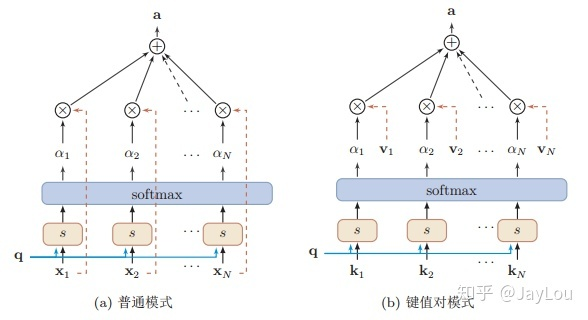 a
α1 α2 ... αN
softmax
s s ... s
q
x1 x2 ... xN
(a) 普通模式
a
α1 v1 α2 v2 ... αN vN
softmax
s s ... s
q
k1 k2 ... kN
(b) 键值对模式
知乎 @JayLou